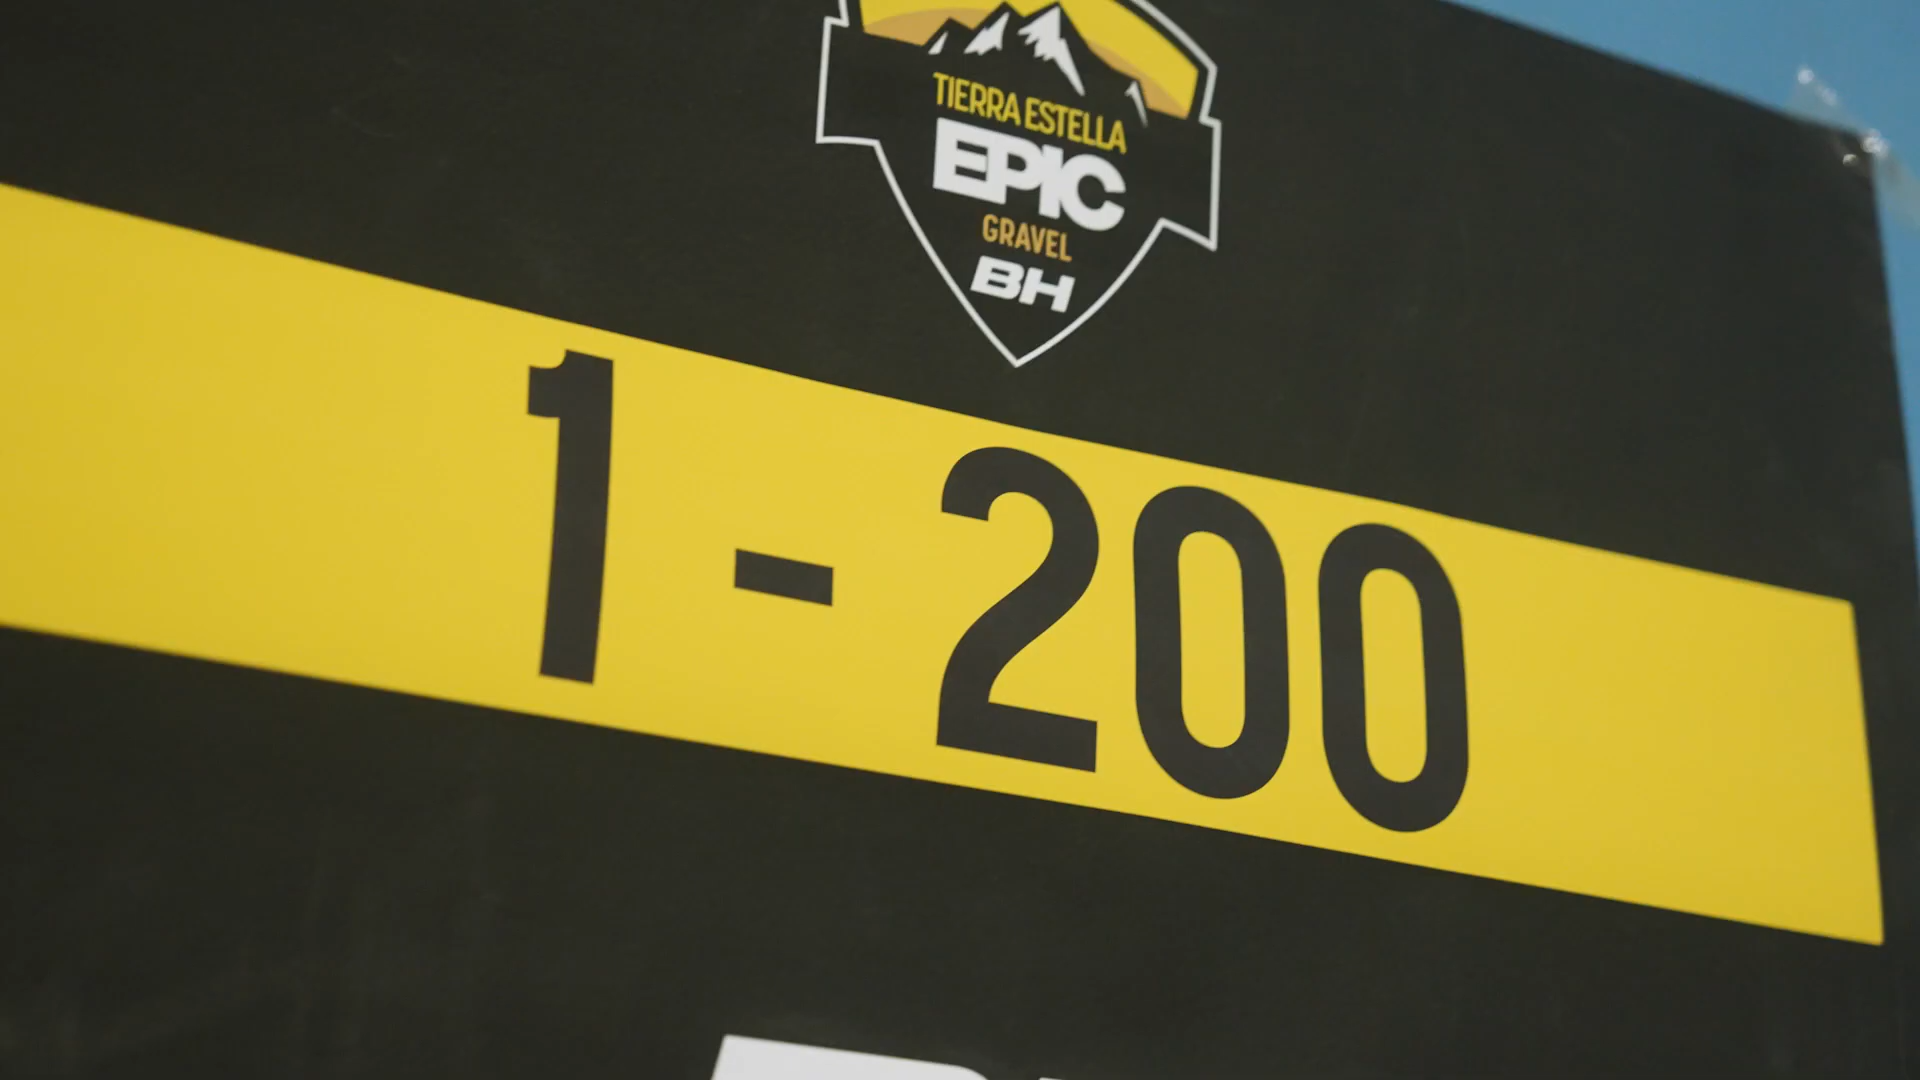 TIERRA ESTELLA
EPIC
GRAVEL
BH
1 - 200